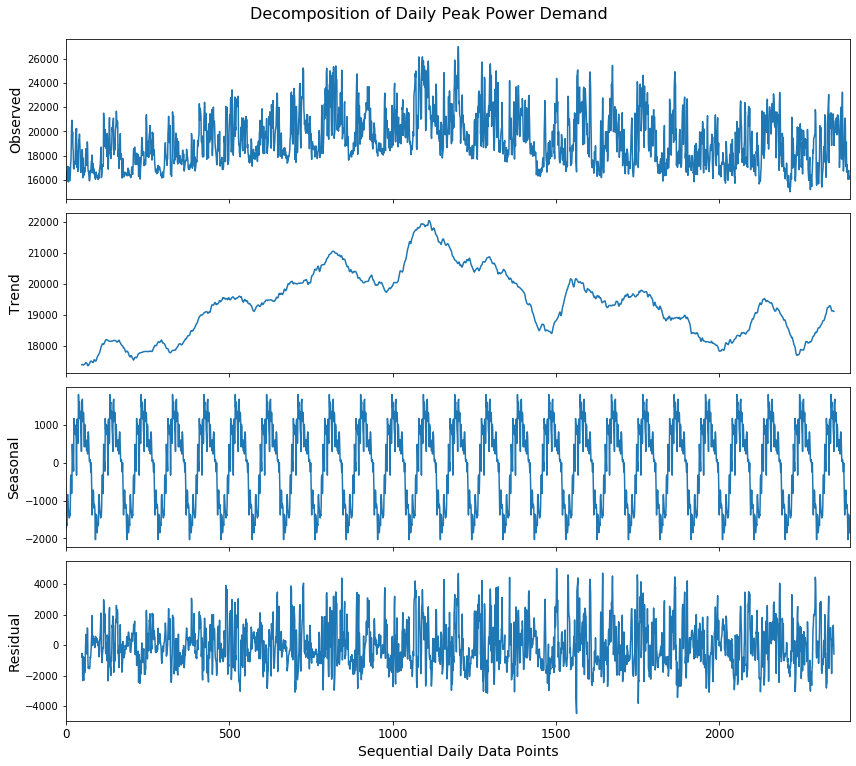 Decomposition of Daily Peak Power Demand
Observed
26000
24000
22000
20000
18000
16000
Trend
22000
21000
20000
19000
18000
Seasonal
1000
0
−1000
−2000
Residual
4000
2000
0
−2000
−4000
0 500 1000 1500 2000
Sequential Daily Data Points